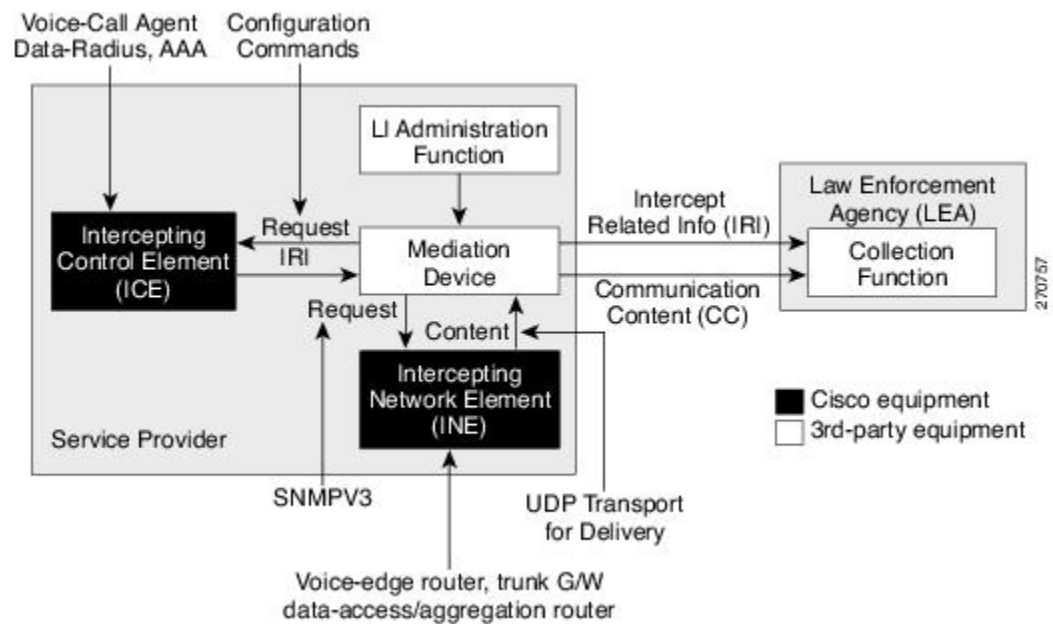 Voice-Call Agent
Data-Radius, AAA
Configuration
Commands
LI Administration
Function
Intercepting
Control Element
(ICE)
Request
IRI
Mediation
Device
Intercept
Related Info (IRI)
Communication
Content (CC)
Law Enforcement
Agency (LEA)
Collection
Function
270757
Request
Content
Intercepting
Network Element
(INE)
Service Provider
Cisco equipment
3rd-party equipment
SNMPV3
UDP Transport
for Delivery
Voice-edge router, trunk G/W
data-access/aggregation router